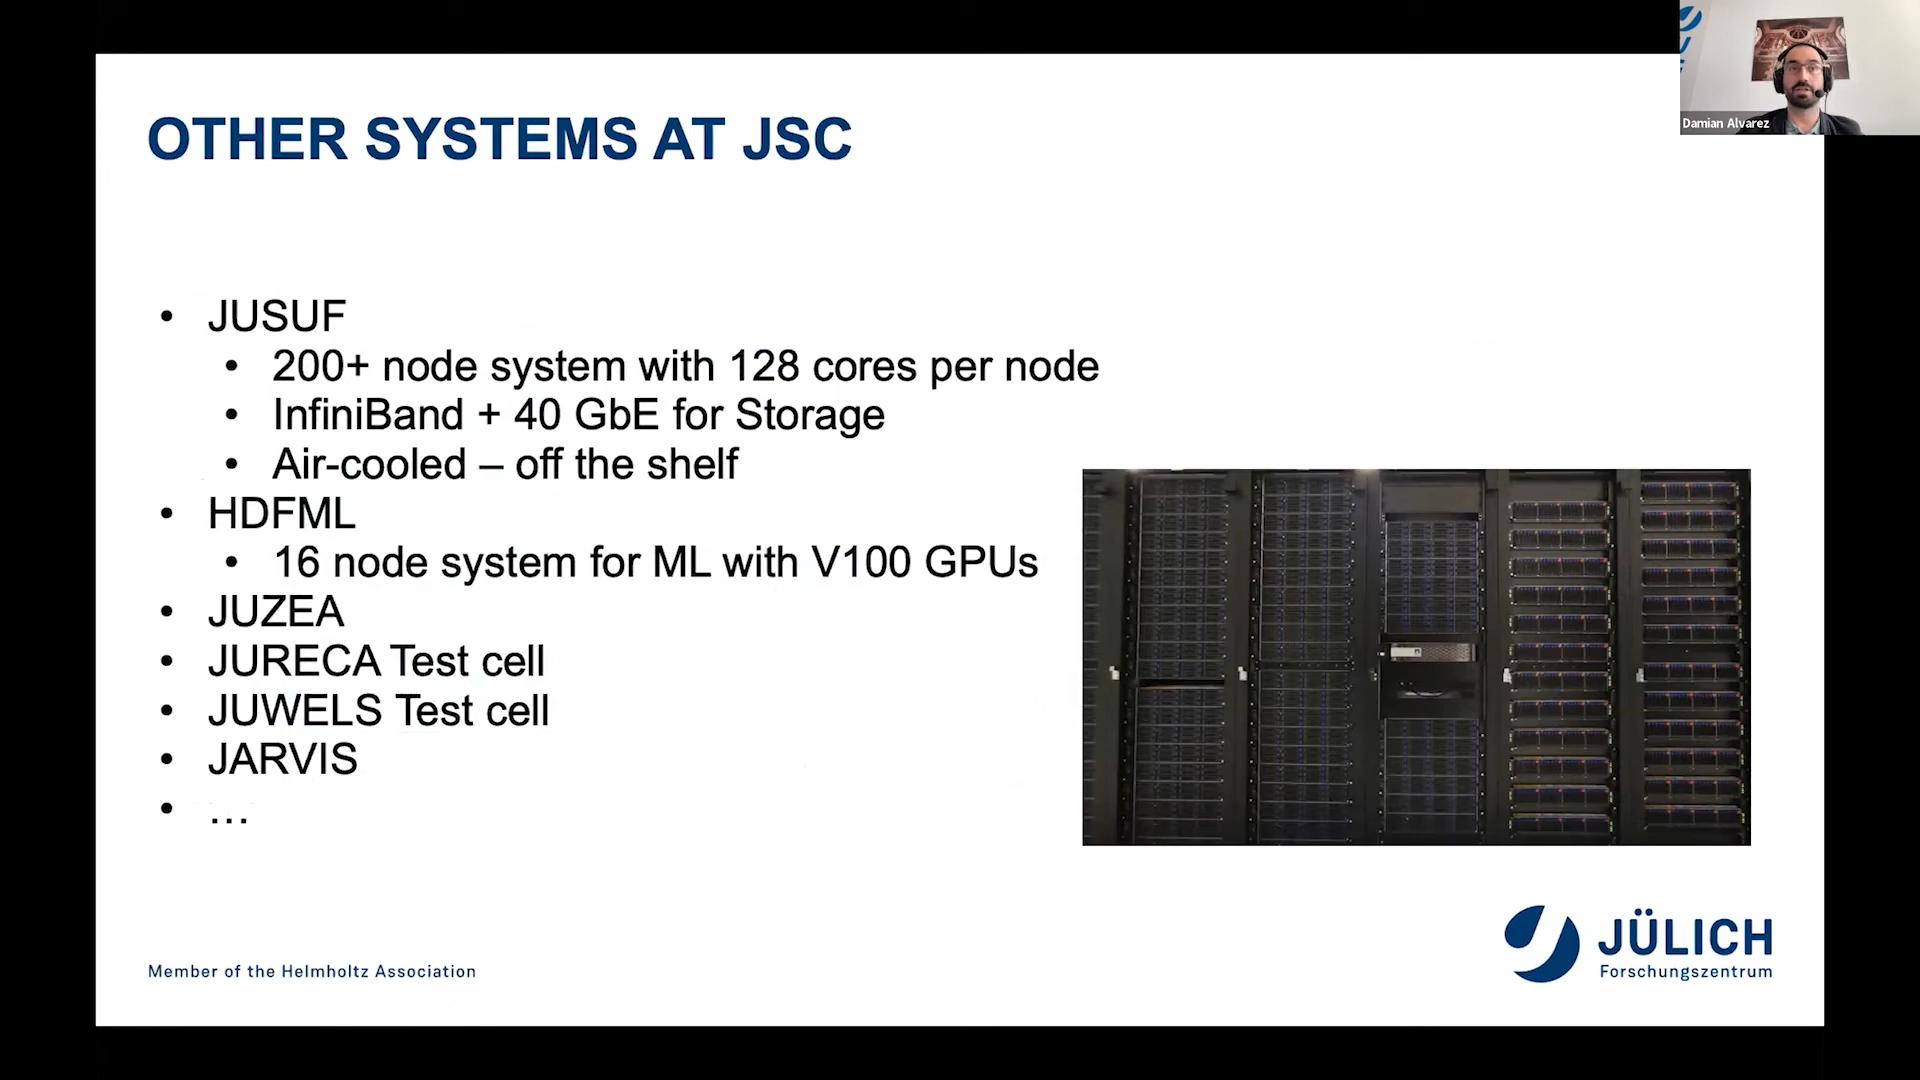 OTHER SYSTEMS AT JSC
Damian Alvarez
• JUSUF
• 200+ node system with 128 cores per node
• InfiniBand + 40 GbE for Storage
• Air-cooled – off the shelf
• HDFML
• 16 node system for ML with V100 GPUs
• JUZEA
• JURECA Test cell
• JUWELS Test cell
• JARVIS
• …
Member of the Helmholtz Association
JÜLICH
Forschungszentrum